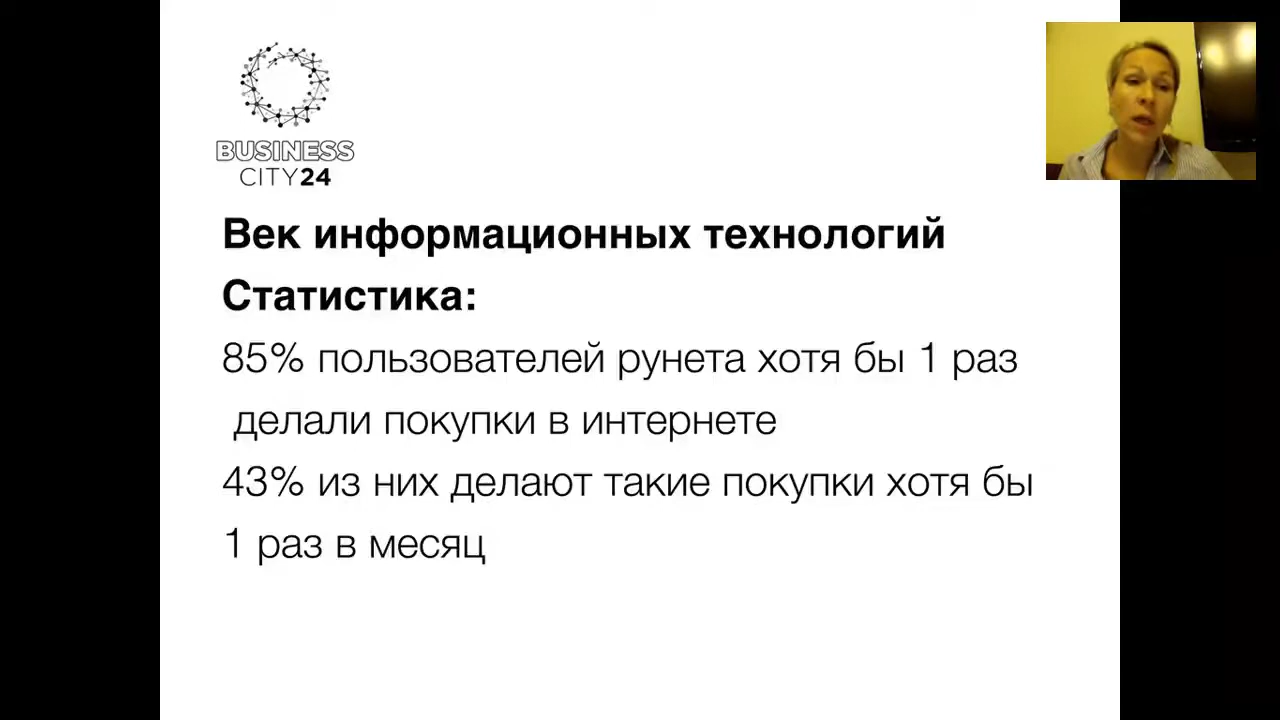 BUSINESS
CITY24
Век информационных технологий
Статистика:
85% пользователей рунета хотя бы 1 раз
делали покупки в интернете
43% из них делают такие покупки хотя бы
1 раз в месяц